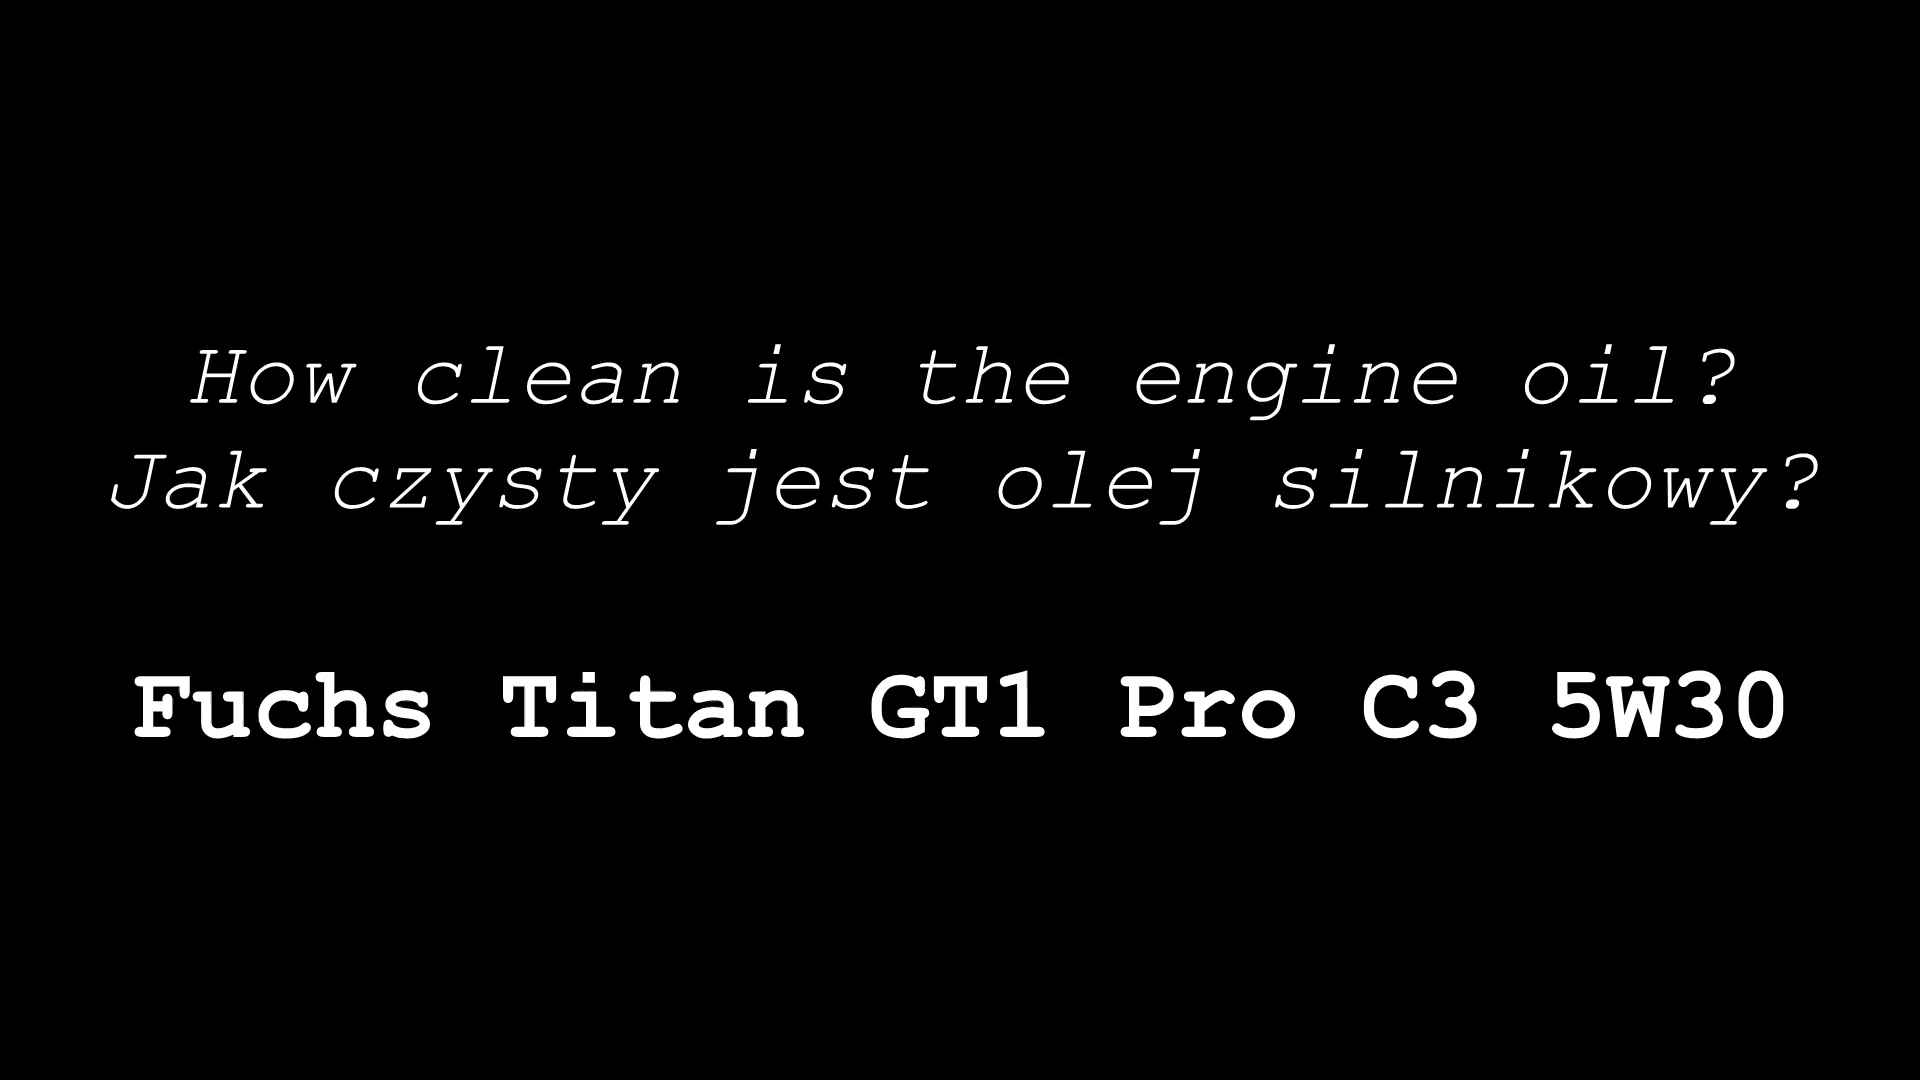 How clean is the engine oil?
Jak czysty jest olej silnikowy?
Fuchs Titan GT1 Pro C3 5W30